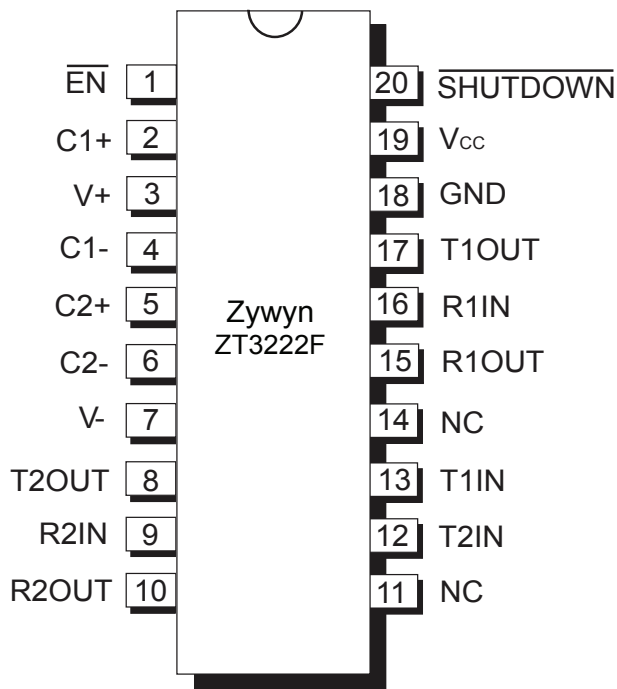 E̅N̅ 1 20 S̅H̅U̅T̅D̅O̅W̅N̅
C1+ 2 19 Vcc
V+ 3 18 GND
C1- 4 17 T1OUT
C2+ 5 16 R1IN
Zywyn
ZT3222F
C2- 6 15 R1OUT
V- 7 14 NC
T2OUT 8 13 T1IN
R2IN 9 12 T2IN
R2OUT 10 11 NC